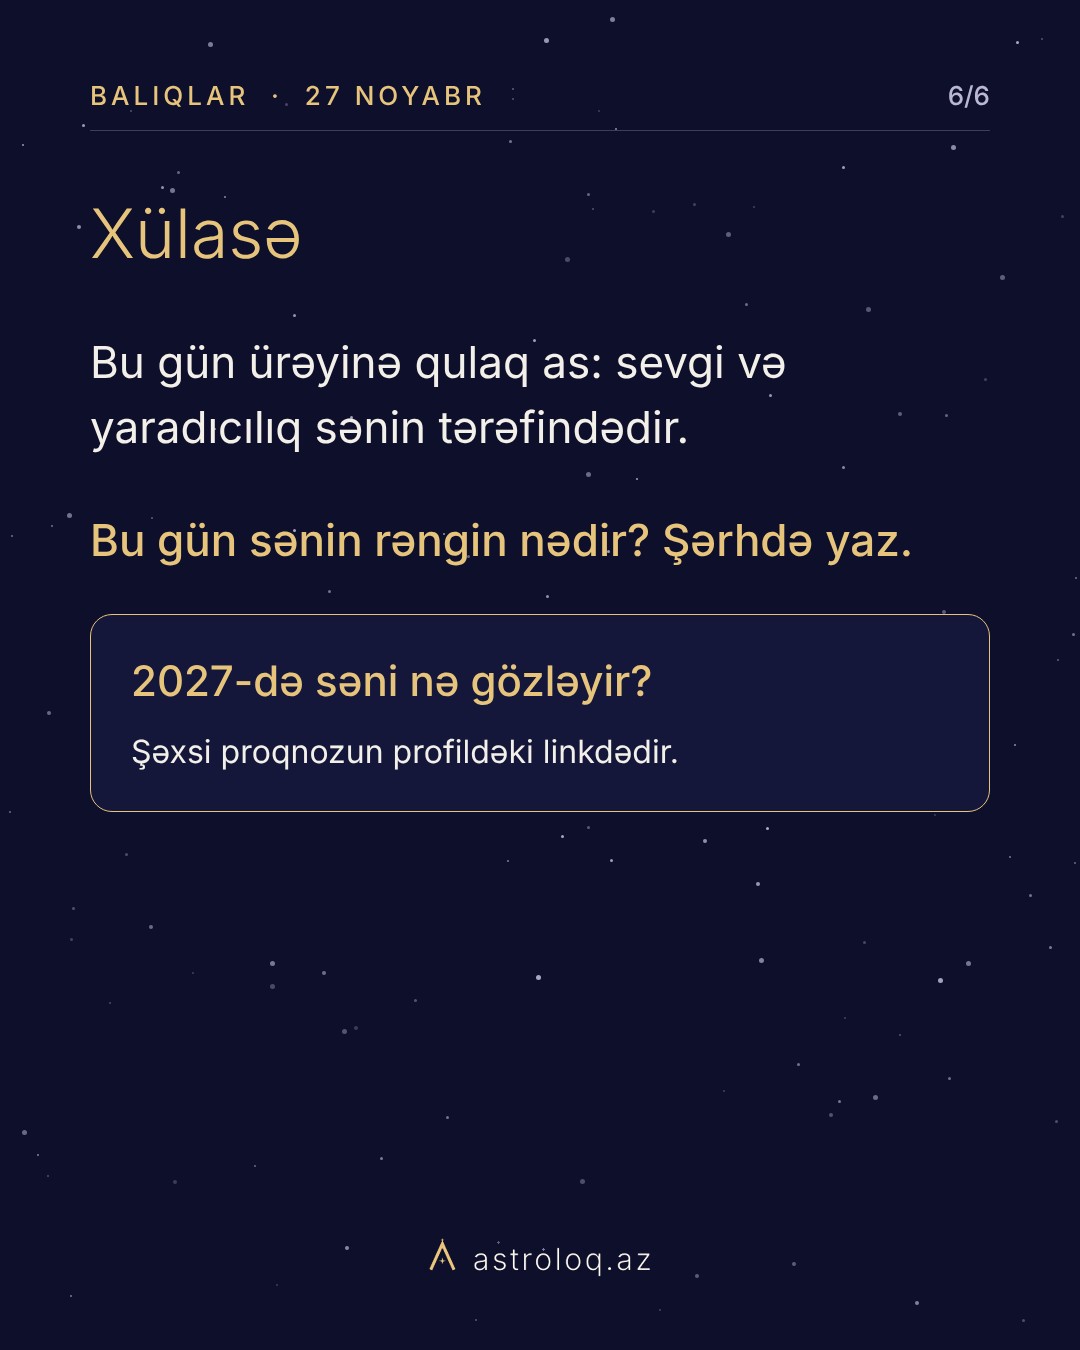 BALIQLAR · 27 NOYABR 6/6
Xülasə
Bu gün ürəyinə qulaq as: sevgi və
yaradıcılıq sənin tərəfindədir.
Bu gün sənin rəngin nədir? Şərhdə yaz.
2027-də səni nə gözləyir?
Şəxsi proqnozun profildəki linkdədir.
astroloq.az